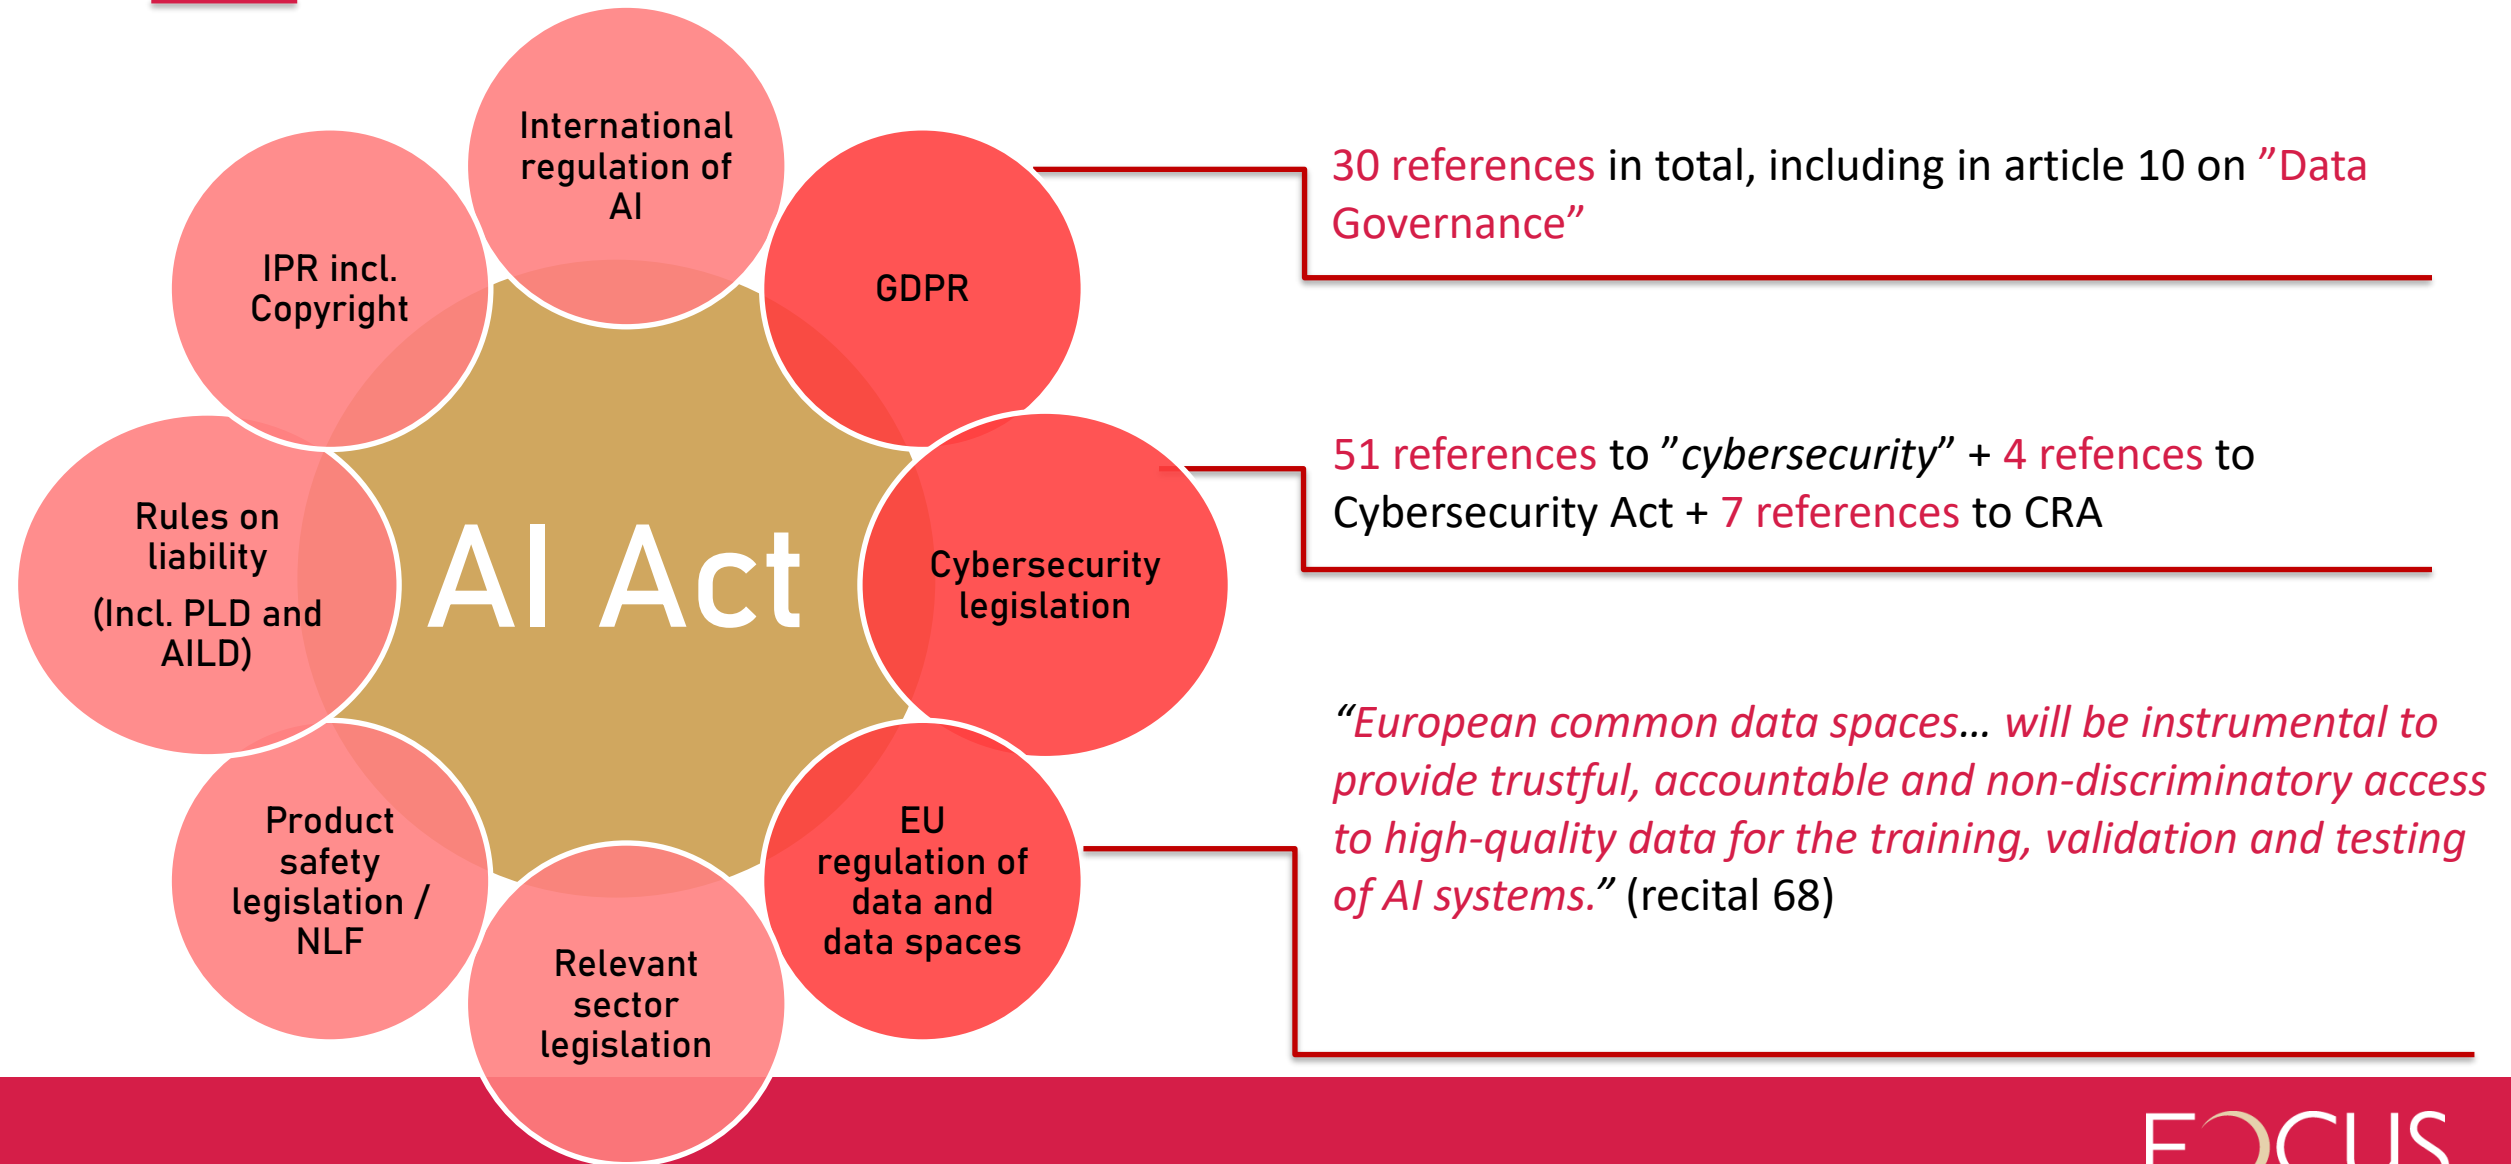 International
regulation of
AI
GDPR
Cybersecurity
legislation
EU
regulation of
data and
data spaces
Relevant
sector
legislation
Product
safety
legislation /
NLF
Rules on
liability
(Incl. PLD and
AILD)
IPR incl.
Copyright
AI Act
30 references in total, including in article 10 on ”Data
Governance”
51 references to ”cybersecurity” + 4 refences to
Cybersecurity Act + 7 references to CRA
“European common data spaces… will be instrumental to
provide trustful, accountable and non-discriminatory access
to high-quality data for the training, validation and testing
of AI systems.” (recital 68)
FOCUS